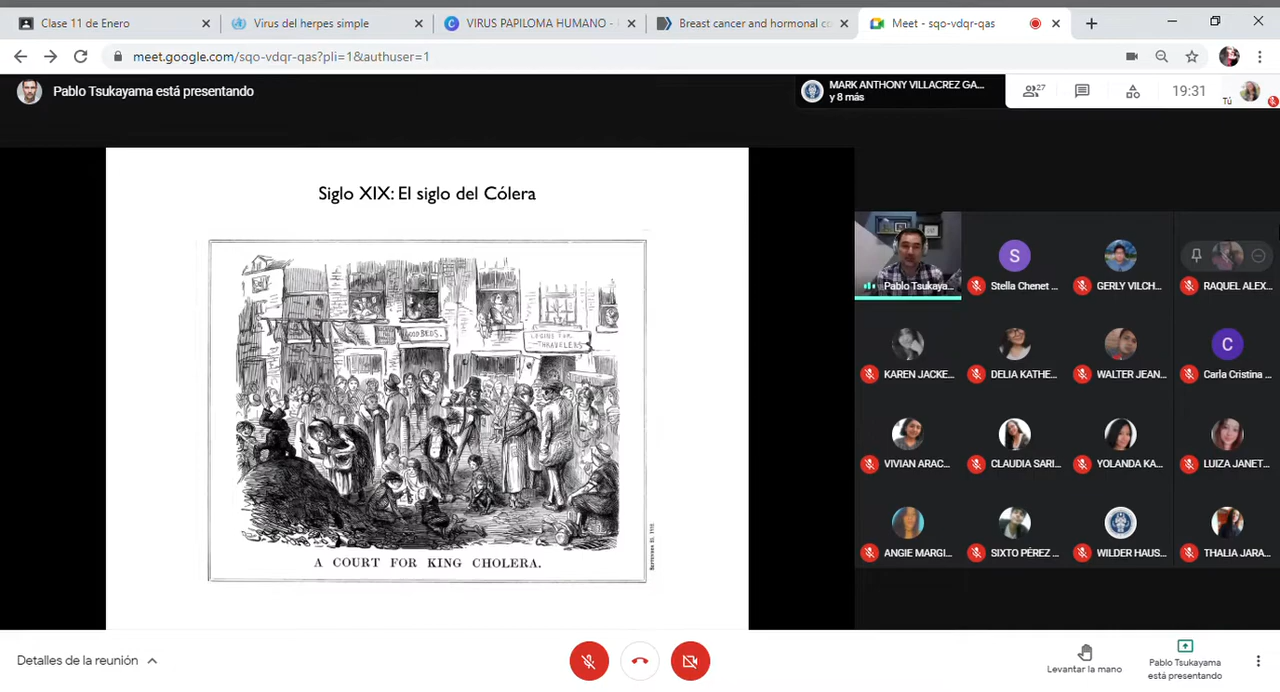 Clase 11 de Enero
Virus del herpes simple
VIRUS PAPILOMA HUMANO -
Breast cancer and hormonal co
Meet - sqo-vdqr-qas
meet.google.com/sqo-vdqr-qas?pli=1&authuser=1
Pablo Tsukayama está presentando
MARK ANTHONY VILLACREZ GA...
y 8 más
27
19:31
Tú
Siglo XIX: El siglo del Cólera
BEDS.
TRAVELERS
A COURT FOR KING CHOLERA.
Pablo Tsukaya...
S
Stella Chenet ...
GERLY VILCH...
RAQUEL ALEX...
KAREN JACKE...
DELIA KATHE...
WALTER JEAN...
C
Carla Cristina ...
VIVIAN ARAC...
CLAUDIA SARI...
YOLANDA KA...
LUIZA JANET...
ANGIE MARGI...
SIXTO PÉREZ ...
WILDER HAUS...
THALIA JARA...
Detalles de la reunión
Levantar la mano
Pablo Tsukayama
está presentando